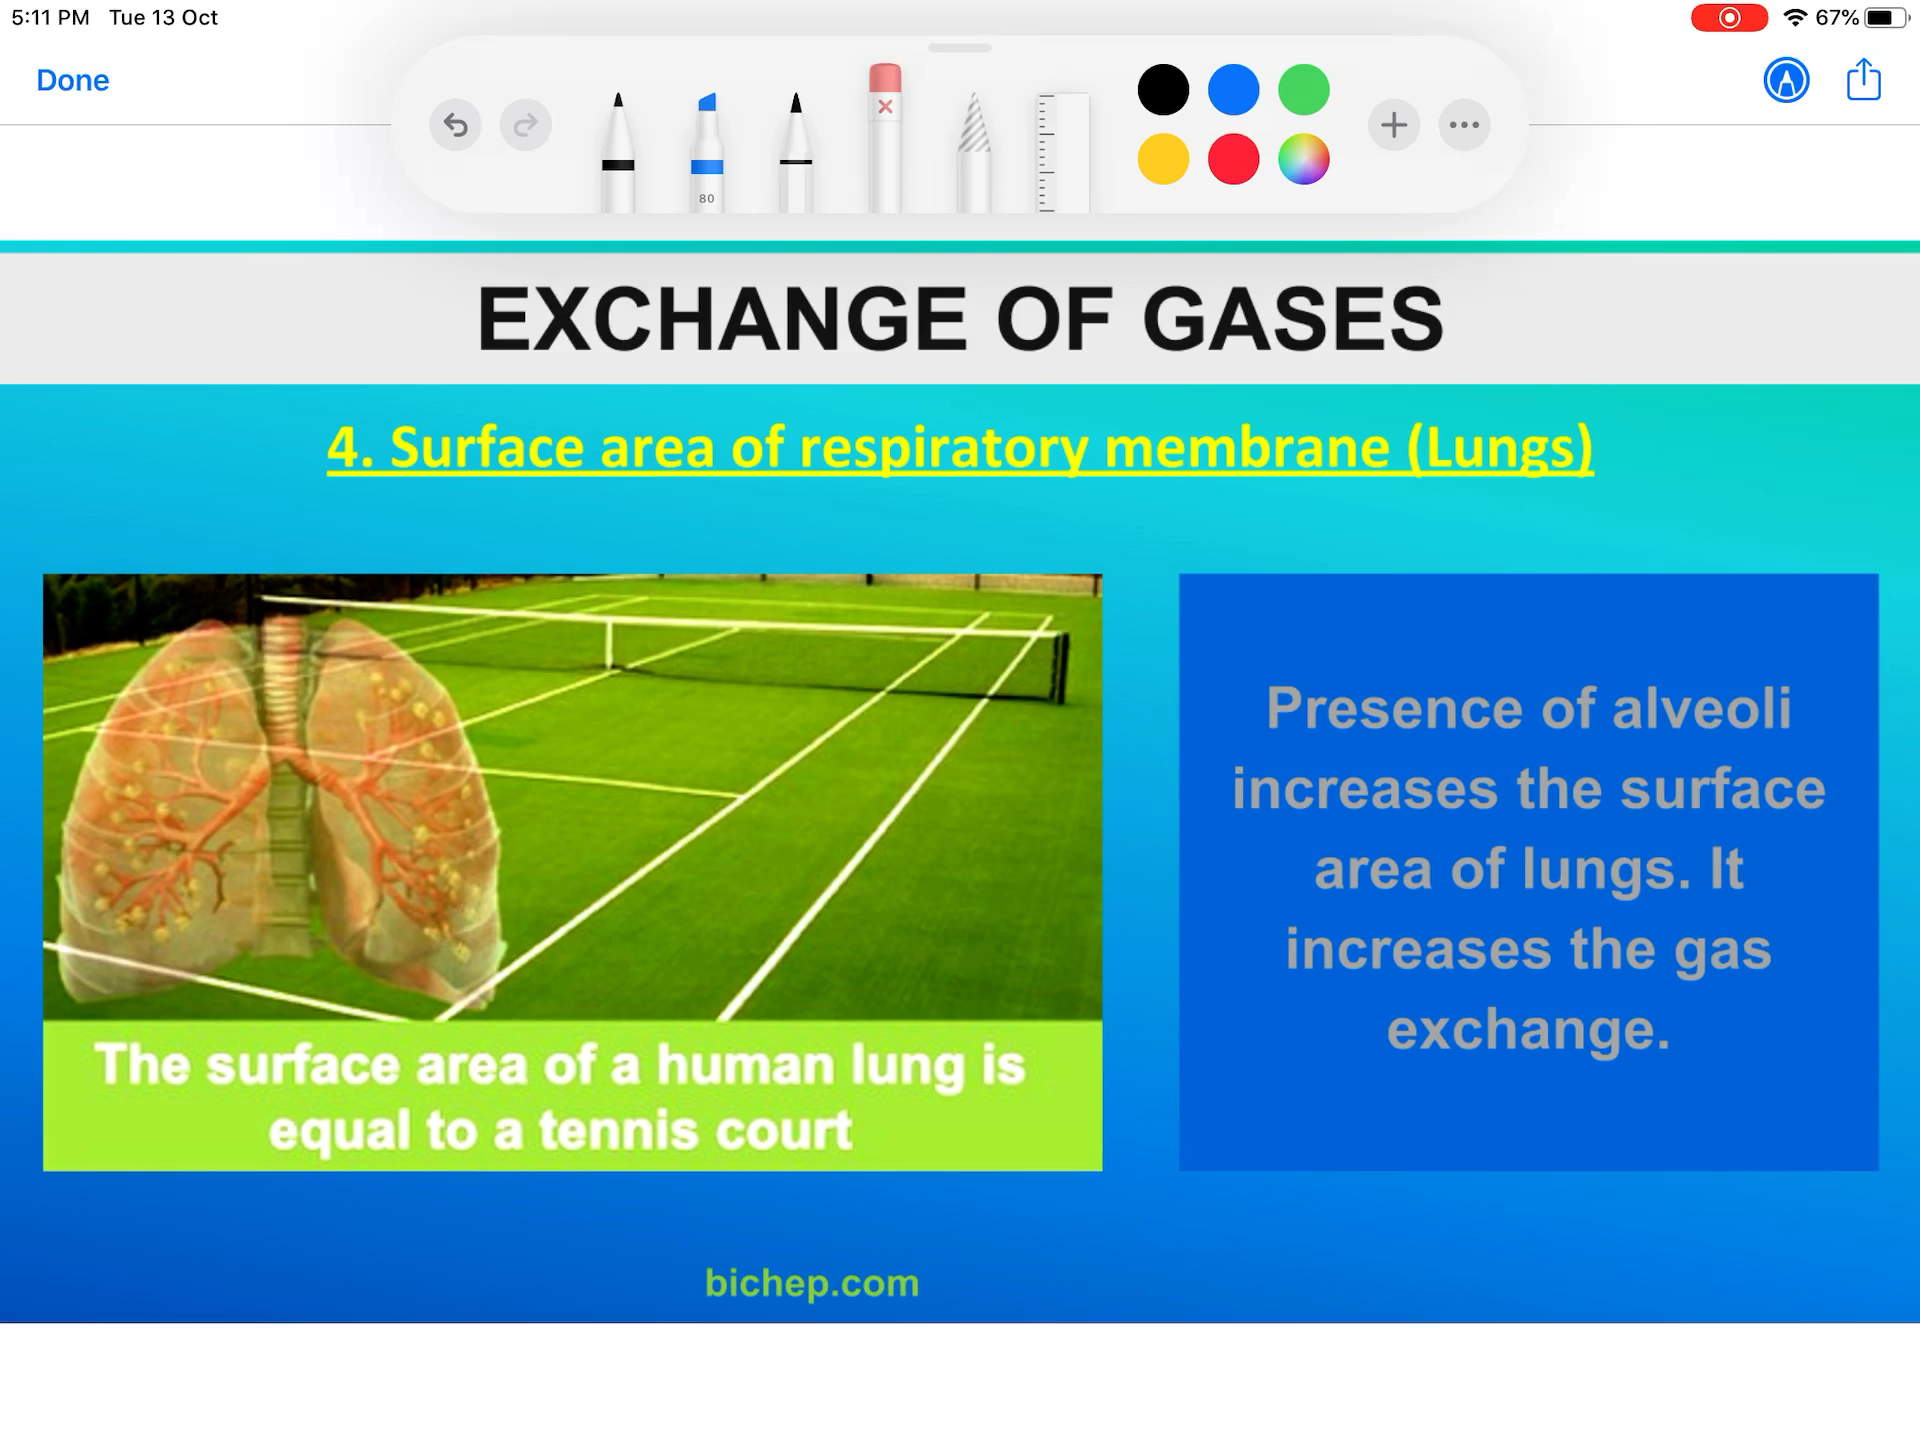 5:11 PM Tue 13 Oct
67%
Done
80
EXCHANGE OF GASES
4. Surface area of respiratory membrane (Lungs)
The surface area of a human lung is
equal to a tennis court
Presence of alveoli
increases the surface
area of lungs. It
increases the gas
exchange.
bichep.com